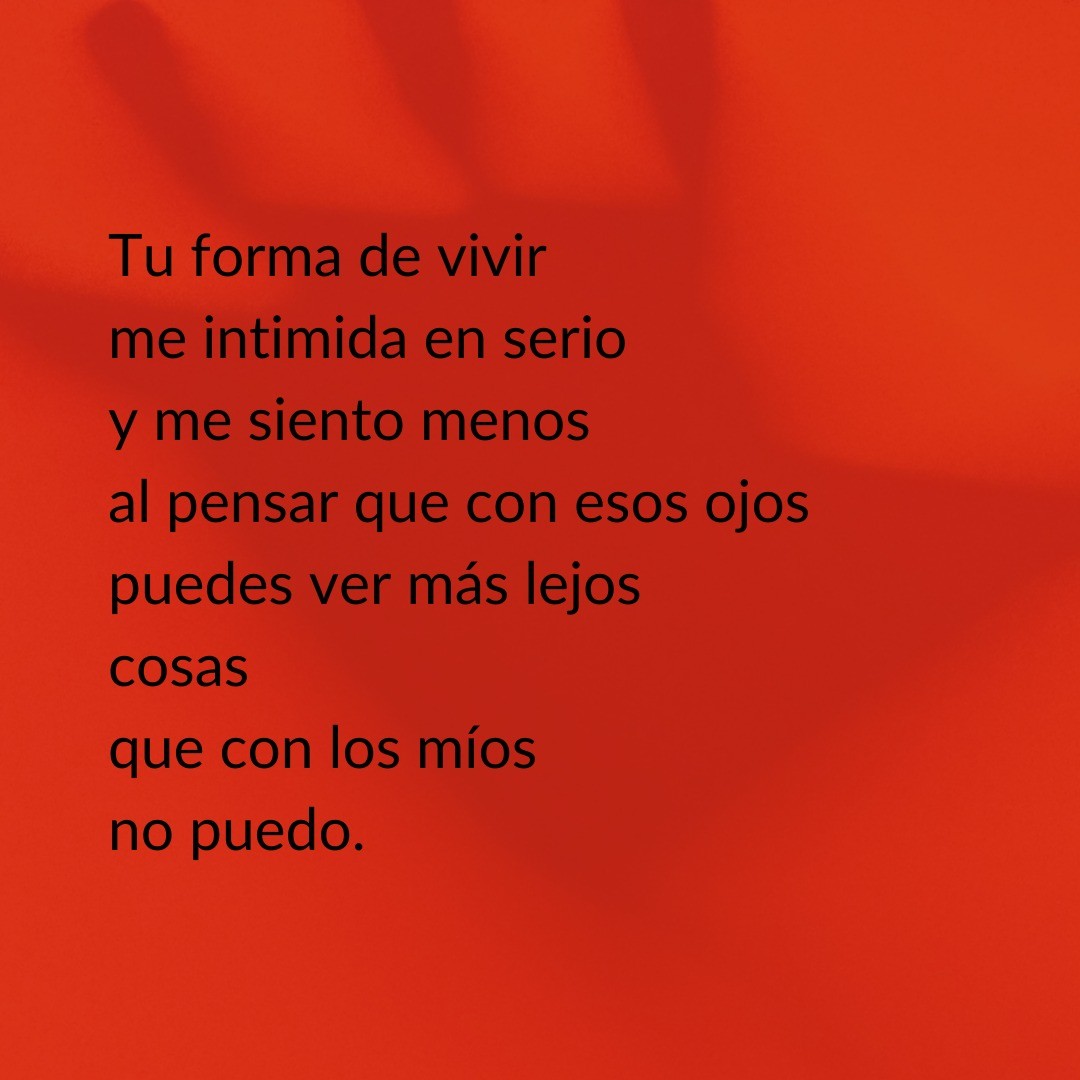 Tu forma de vivir
me intimida en serio
y me siento menos
al pensar que con esos ojos
puedes ver más lejos
cosas
que con los míos
no puedo.